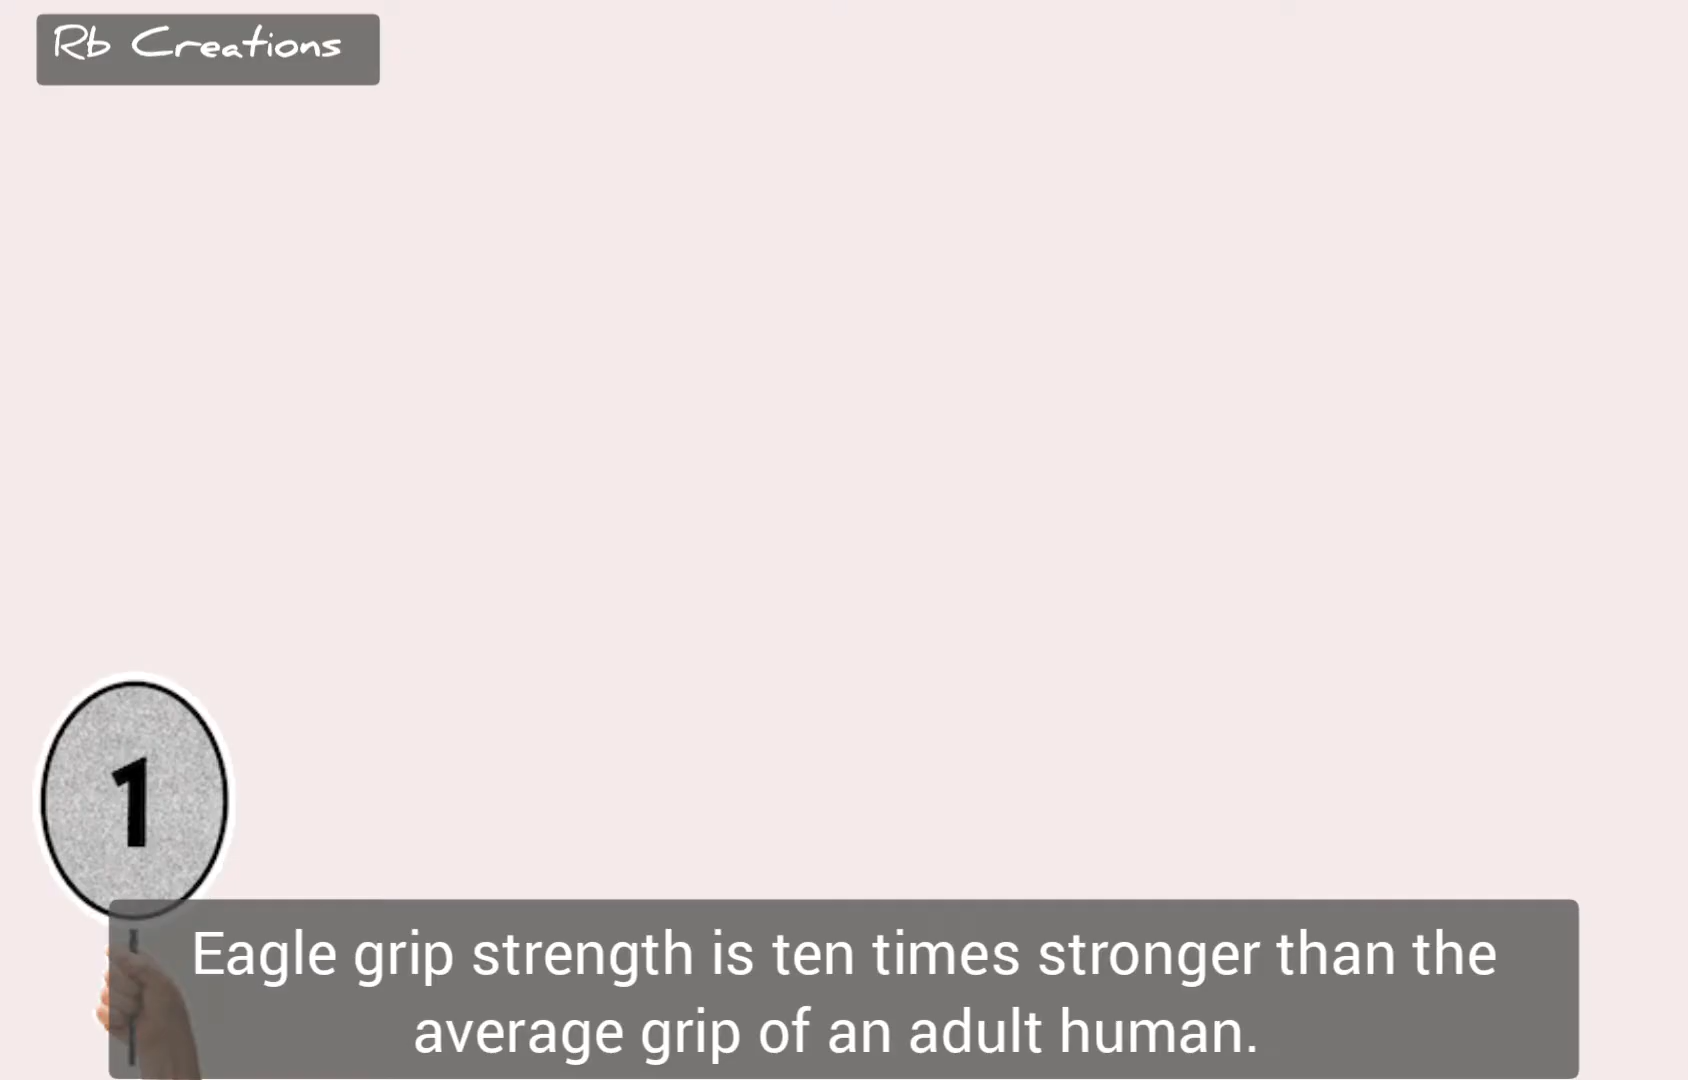 Rb Creations
1
Eagle grip strength is ten times stronger than the
average grip of an adult human.